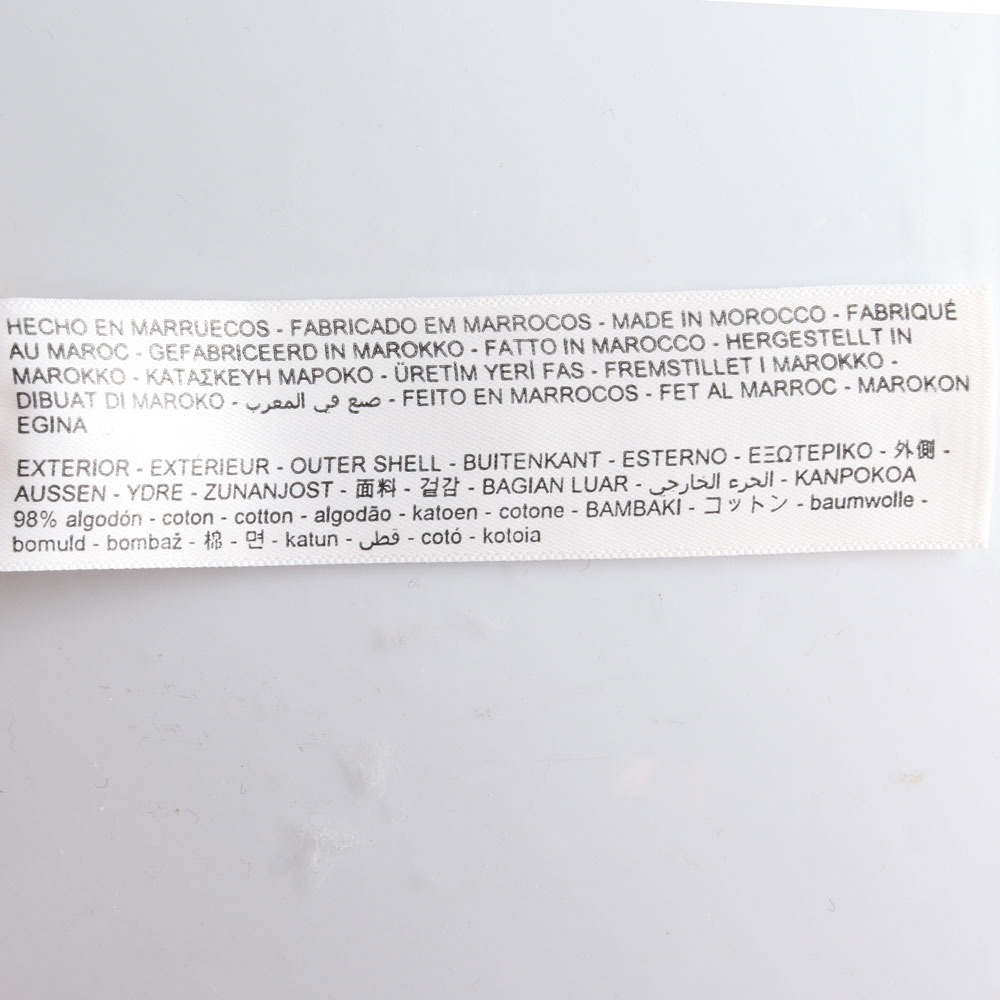 HECHO EN MARRUECOS - FABRICADO EM MARROCOS - MADE IN MOROCCO - FABRIQUÉ
AU MAROC - GEFABRICEERD IN MAROKKO - FATTO IN MAROCCO - HERGESTELLT IN
MAROKKO - ΚΑΤΑΣΚΕΥΗ ΜΑΡΟΚΟ - ÜRETİM YERİ FAS - FREMSTILLET I MAROKKO -
DIBUAT DI MAROKO - صنع في المغرب - FEITO EN MARROCOS - FET AL MARROC - MAROKON
EGINA
EXTERIOR - EXTÉRIEUR - OUTER SHELL - BUITENKANT - ESTERNO - ΕΞΩΤΕΡΙΚΟ - 外側 -
AUSSEN - YDRE - ZUNANJOST - 面料 - 겉감 - BAGIAN LUAR - الجزء الخارجي - KANPOKOA
98% algodón - coton - cotton - algodão - katoen - cotone - ΒΑΜΒΑΚΙ - コットン - baumwolle -
bomuld - bombaž - 棉 - 면 - katun - قطن - cotó - kotoia